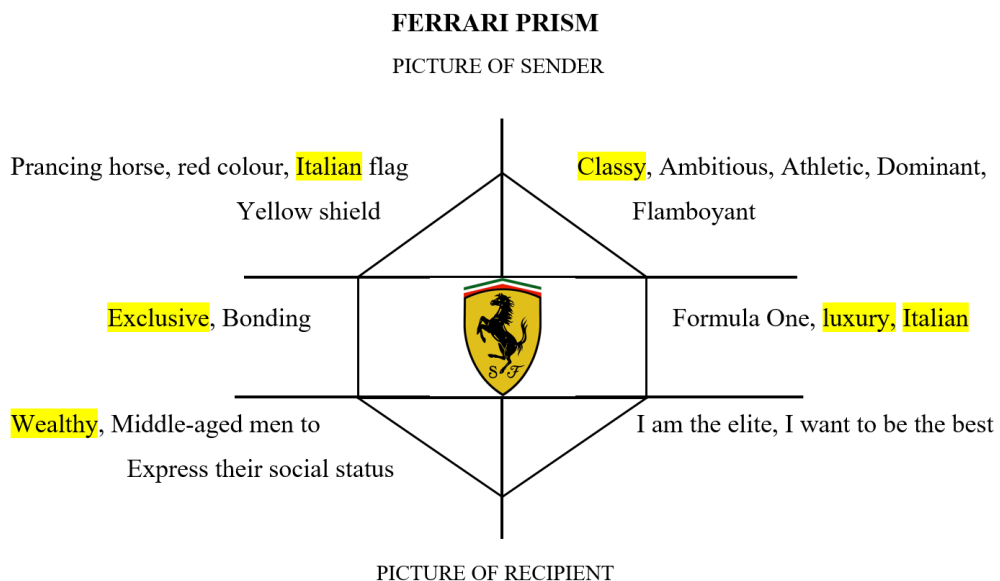 FERRARI PRISM
PICTURE OF SENDER
Prancing horse, red colour, Italian flag
Yellow shield
Classy, Ambitious, Athletic, Dominant,
Flamboyant
Exclusive, Bonding
S F
Formula One, luxury, Italian
Wealthy, Middle-aged men to
Express their social status
I am the elite, I want to be the best
PICTURE OF RECIPIENT